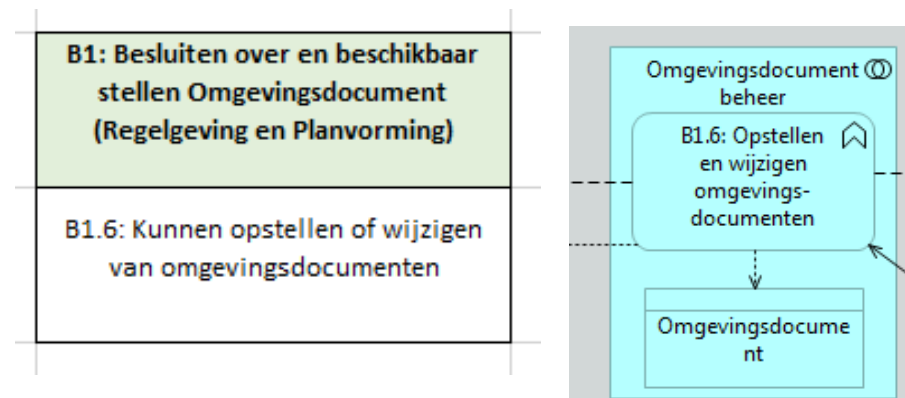 B1: Besluiten over en beschikbaar
stellen Omgevingsdocument
(Regelgeving en Planvorming)
B1.6: Kunnen opstellen of wijzigen
van omgevingsdocumenten
Omgevingsdocument
beheer
B1.6: Opstellen
en wijzigen
omgevings-
documenten
Omgevingsdocume
nt